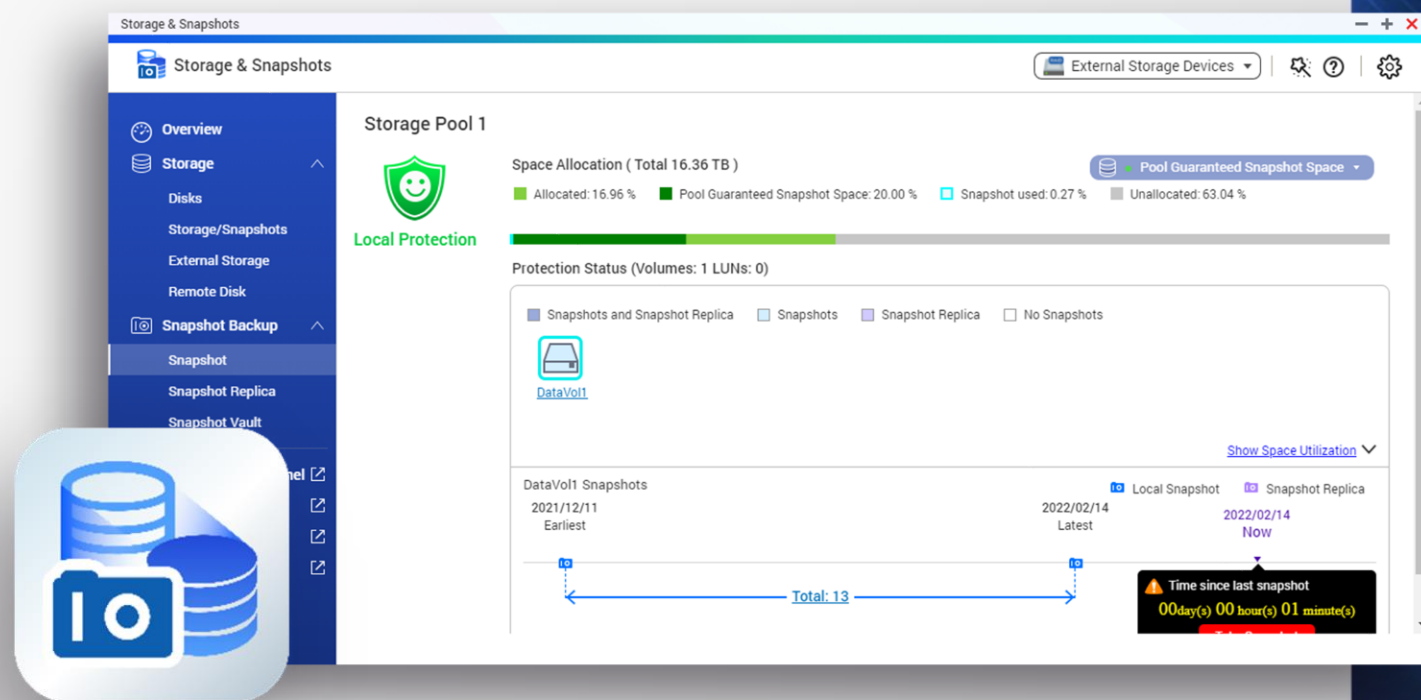 Storage & Snapshots
Storage & Snapshots
External Storage Devices
Overview
Storage
Disks
Storage/Snapshots
External Storage
Remote Disk
Snapshot Backup
Snapshot
Snapshot Replica
Snapshot Vault
Storage Pool 1
Local Protection
Space Allocation ( Total 16.36 TB )
Pool Guaranteed Snapshot Space
Allocated: 16.96 % Pool Guaranteed Snapshot Space: 20.00 % Snapshot used: 0.27 % Unallocated: 63.04 %
Protection Status (Volumes: 1 LUNs: 0)
Snapshots and Snapshot Replica Snapshots Snapshot Replica No Snapshots
DataVol1
Show Space Utilization
DataVol1 Snapshots
Local Snapshot Snapshot Replica
2021/12/11
Earliest
2022/02/14
Latest
2022/02/14
Now
Total: 13
Time since last snapshot
00day(s) 00 hour(s) 01 minute(s)